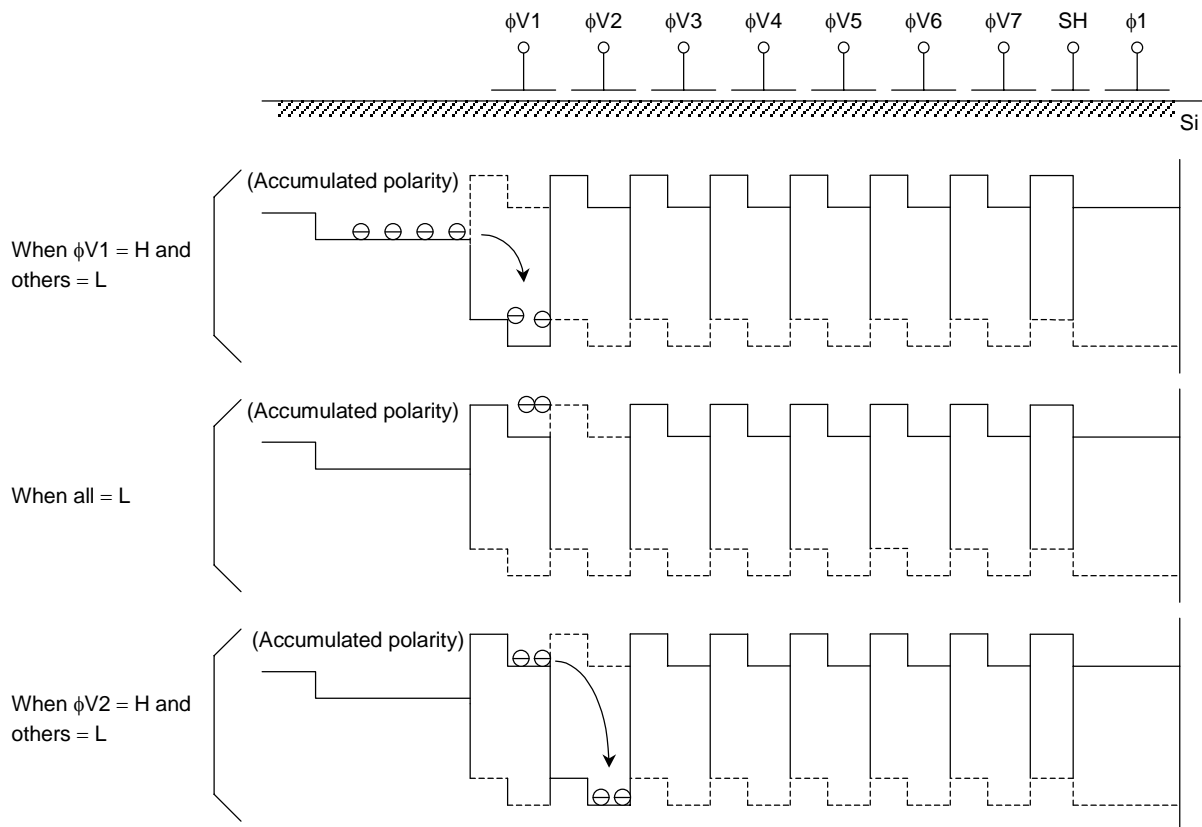 ϕV1 ϕV2 ϕV3 ϕV4 ϕV5 ϕV6 ϕV7 SH ϕ1
Si
(Accumulated polarity)
When ϕV1 = H and
others = L
(Accumulated polarity)
When all = L
(Accumulated polarity)
When ϕV2 = H and
others = L